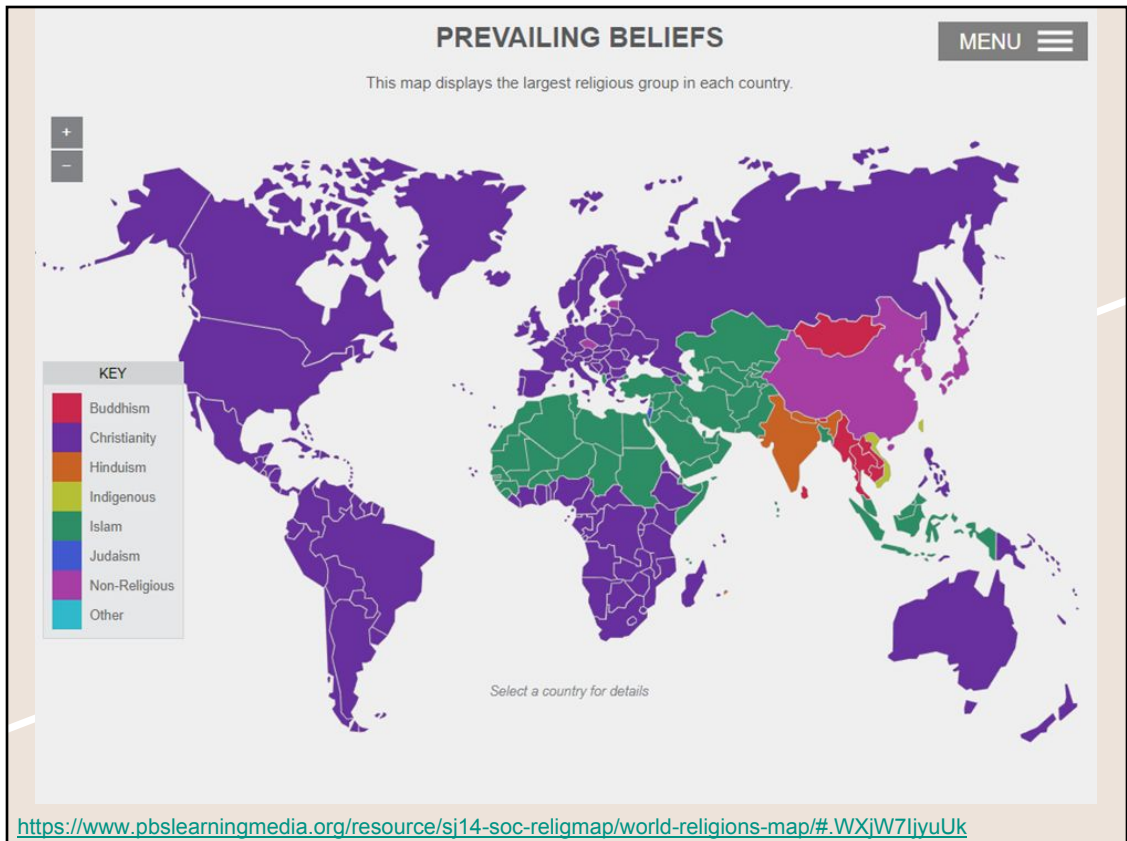 PREVAILING BELIEFS
MENU
This map displays the largest religious group in each country.
+
−
KEY
Buddhism
Christianity
Hinduism
Indigenous
Islam
Judaism
Non-Religious
Other
Select a country for details
https://www.pbslearningmedia.org/resource/sj14-soc-religmap/world-religions-map/#.WXjW7IjyuUk